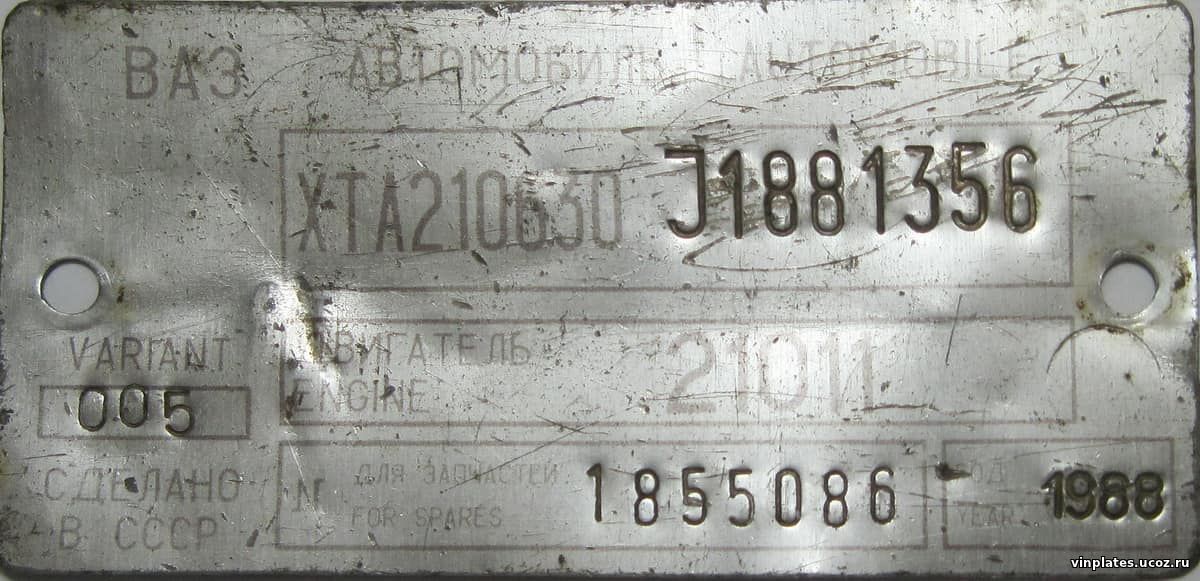 ВАЗ АВТОМОБИЛЬ AUTOMOBILE
XTA210630 J1881356
VARIANT
005
ДВИГАТЕЛЬ
ENGINE
21011
СДЕЛАНО
В СССР
N
ДЛЯ ЗАПЧАСТЕЙ
FOR SPARES
1855086
ГОД
YEAR
1988
vinplates.ucoz.ru